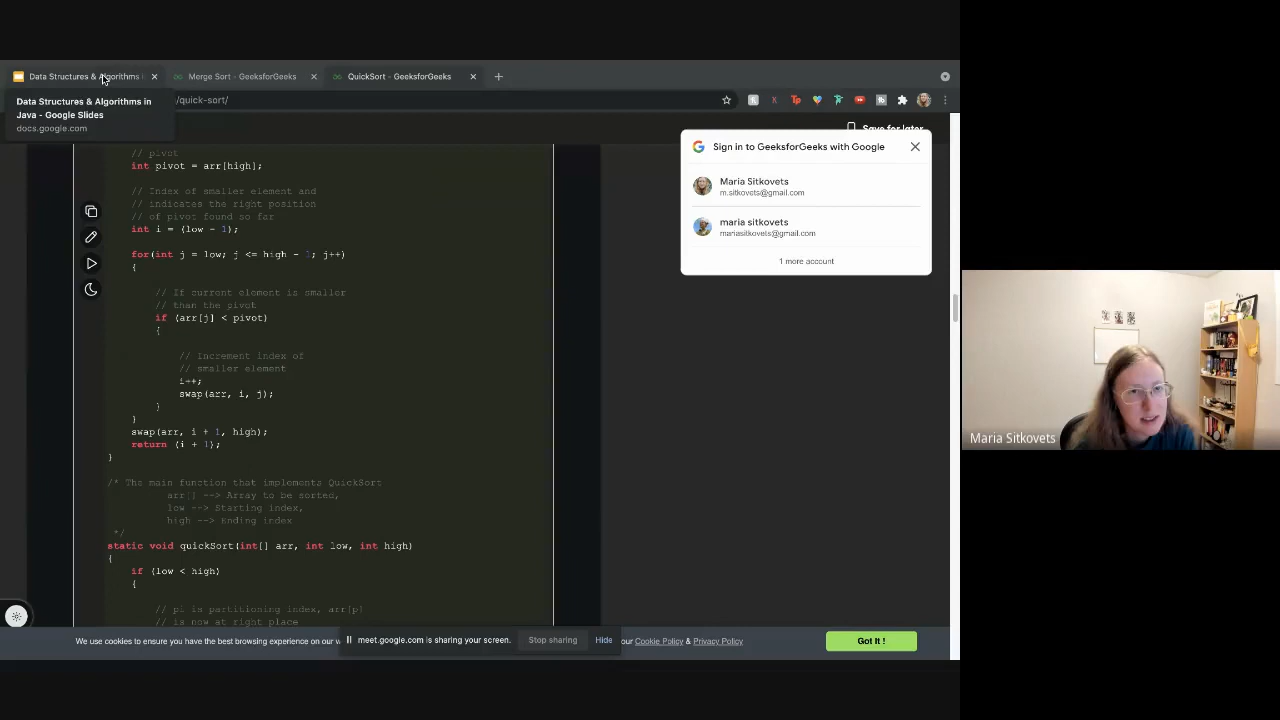 Data Structures & Algorithms i
Merge Sort - GeeksforGeeks
QuickSort - GeeksforGeeks
Data Structures & Algorithms in
Java - Google Slides
docs.google.com
/quick-sort/
Save for later
Sign in to GeeksforGeeks with Google
Maria Sitkovets
m.sitkovets@gmail.com
maria sitkovets
mariasitkovets@gmail.com
1 more account
// pivot
int pivot = arr[high];
// Index of smaller element and
// indicates the right position
// of pivot found so far
int i = (low - 1);
for(int j = low; j <= high - 1; j++)
{
// If current element is smaller
// than the pivot
if (arr[j] < pivot)
{
// Increment index of
// smaller element
i++;
swap(arr, i, j);
}
}
swap(arr, i + 1, high);
return (i + 1);
}
/* The main function that implements QuickSort
arr[] --> Array to be sorted,
low --> Starting index,
high --> Ending index
*/
static void quickSort(int[] arr, int low, int high)
{
if (low < high)
{
// pi is partitioning index, arr[p]
// is now at right place
We use cookies to ensure you have the best browsing experience on our w
meet.google.com is sharing your screen.
Stop sharing
Hide
our Cookie Policy & Privacy Policy
Got It !
Maria Sitkovets